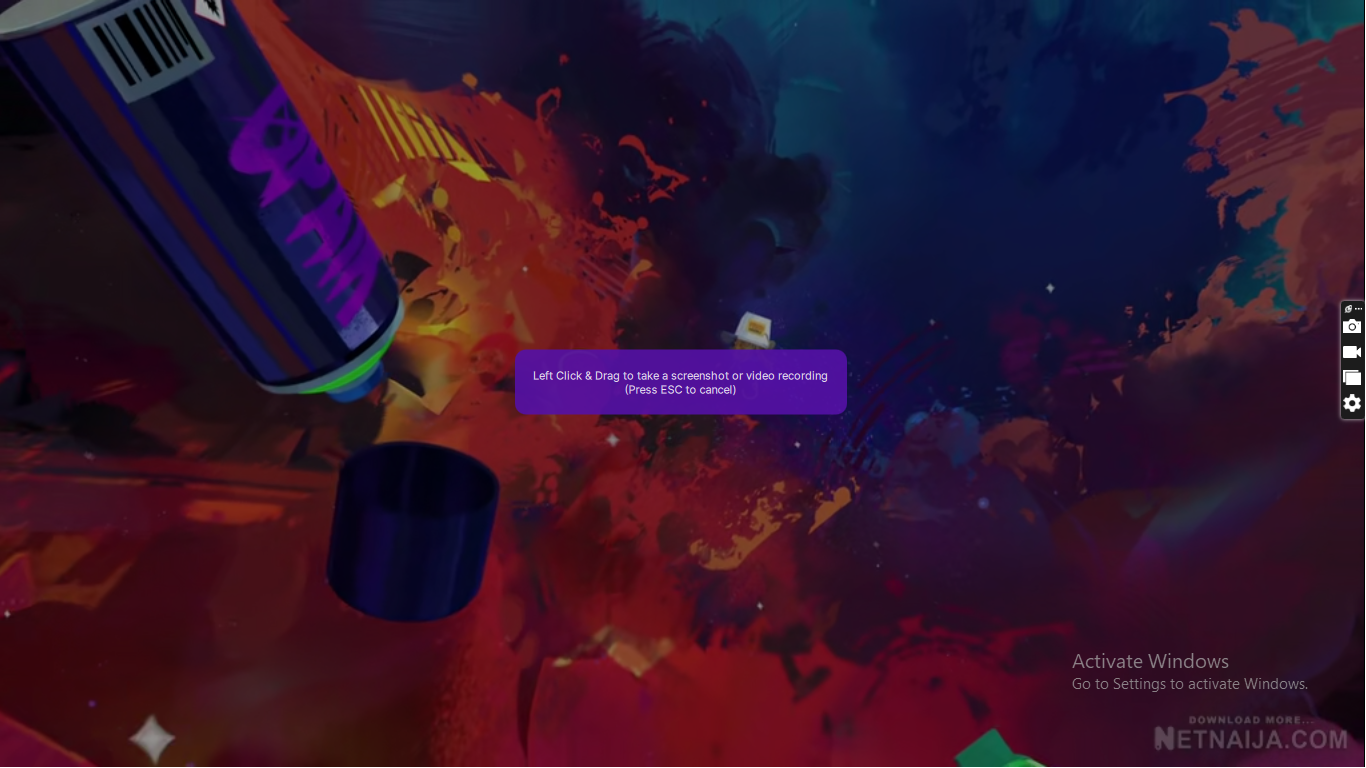 Left Click & Drag to take a screenshot or video recording
(Press ESC to cancel)
Activate Windows
Go to Settings to activate Windows.
DOWNLOAD MORE...
NETNAIJA.COM